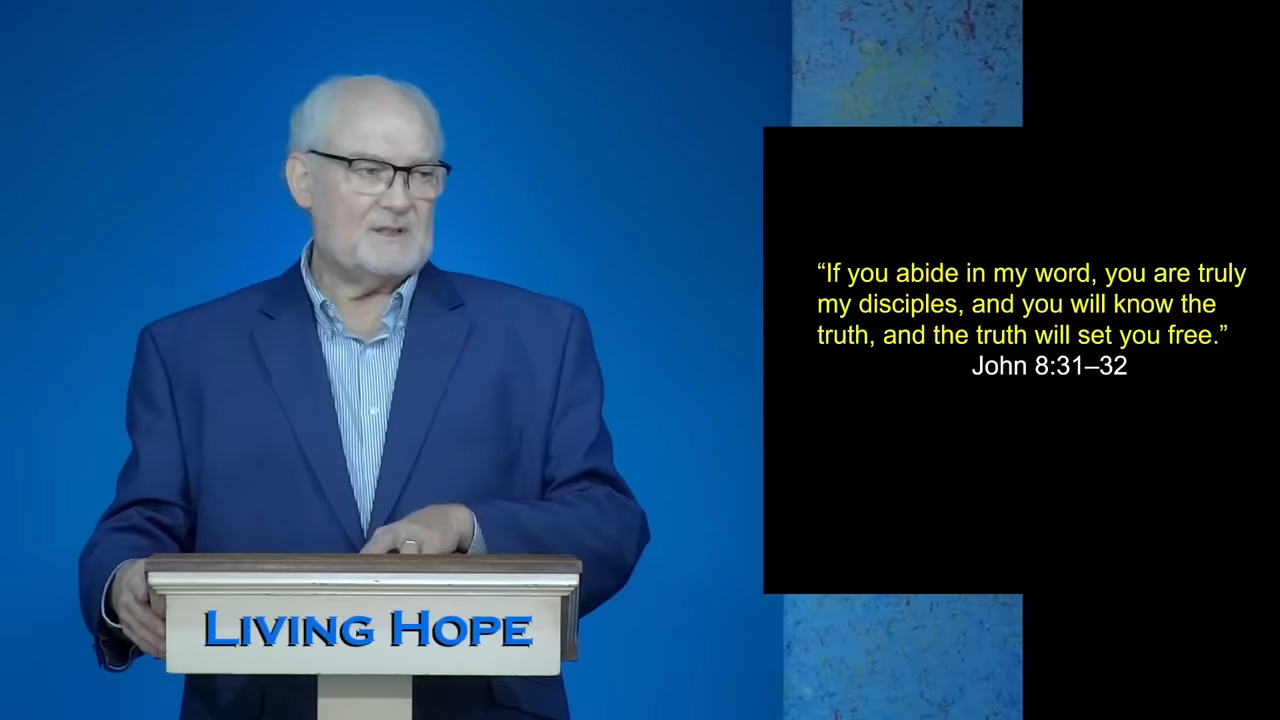 “If you abide in my word, you are truly
my disciples, and you will know the
truth, and the truth will set you free.”
John 8:31–32
LIVING HOPE